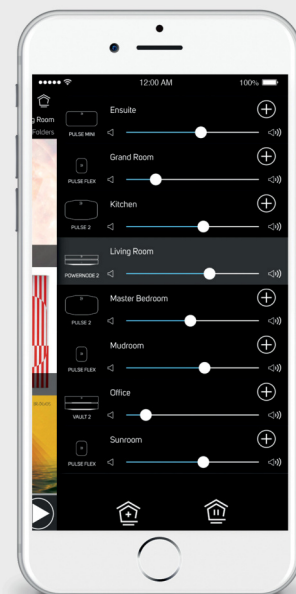 12:00 AM
100%
g Room
Folders
Ensuite
PULSE MINI
Grand Room
PULSE FLEX
Kitchen
PULSE 2
Living Room
POWERNODE 2
Master Bedroom
PULSE 2
Mudroom
PULSE FLEX
Office
VAULT 2
Sunroom
PULSE FLEX